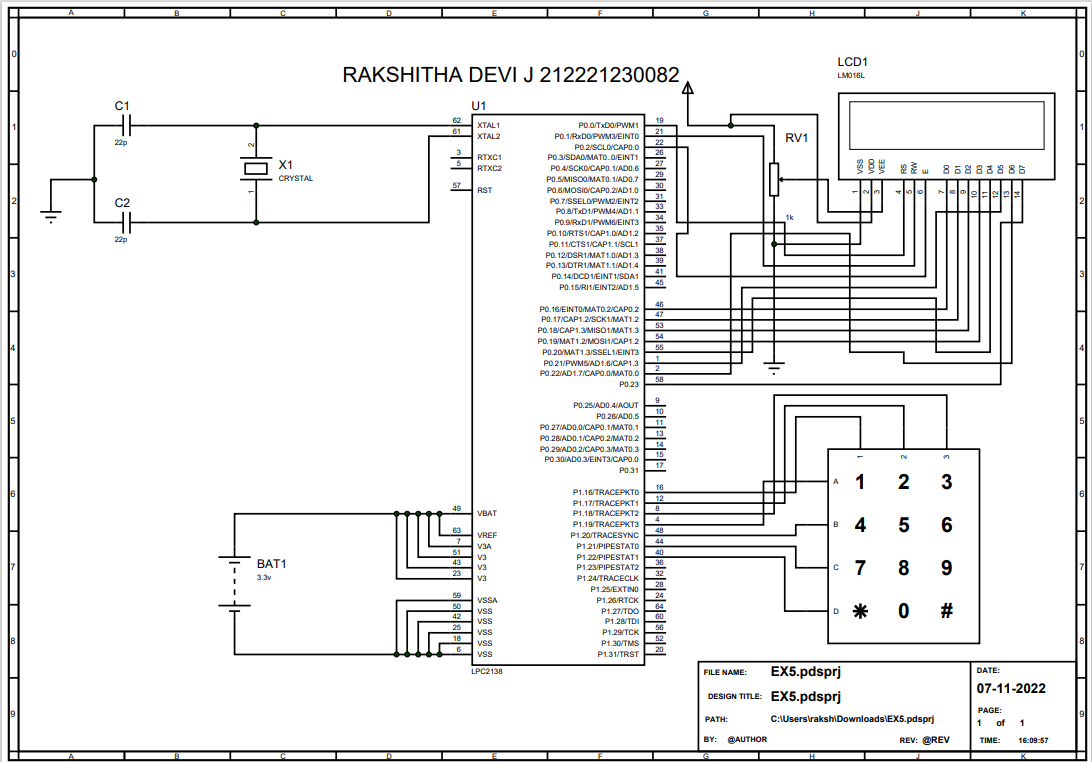 A B C D E F G H J K
RAKSHITHA DEVI J 212221230082
C1
22p
C2
22p
X1
CRYSTAL
2
1
U1
62 XTAL1
61 XTAL2
3 RTXC1
5 RTXC2
57 RST
49 VBAT
63 VREF
7 V3A
51 V3
43 V3
23 V3
59 VSSA
50 VSS
42 VSS
25 VSS
18 VSS
6 VSS
LPC2138
P0.0/TxD0/PWM1 19
P0.1/RxD0/PWM3/EINT0 21
P0.2/SCL0/CAP0.0 22
P0.3/SDA0/MAT0..0/EINT1 26
P0.4/SCK0/CAP0.1/AD0.6 27
P0.5/MISO0/MAT0.1/AD0.7 29
P0.6/MOSI0/CAP0.2/AD1.0 30
P0.7/SSEL0/PWM2/EINT2 31
P0.8/TxD1/PWM4/AD1.1 33
P0.9/RxD1/PWM6/EINT3 34
P0.10/RTS1/CAP1.0/AD1.2 35
P0.11/CTS1/CAP1.1/SCL1 37
P0.12/DSR1/MAT1.0/AD1.3 38
P0.13/DTR1/MAT1.1/AD1.4 39
P0.14/DCD1/EINT1/SDA1 41
P0.15/RI1/EINT2/AD1.5 45
P0.16/EINT0/MAT0.2/CAP0.2 46
P0.17/CAP1.2/SCK1/MAT1.2 47
P0.18/CAP1.3/MISO1/MAT1.3 53
P0.19/MAT1.2/MOSI1/CAP1.2 54
P0.20/MAT1.3/SSEL1/EINT3 55
P0.21/PWM5/AD1.6/CAP1.3 1
P0.22/AD1.7/CAP0.0/MAT0.0 2
P0.23 58
P0.25/AD0.4/AOUT 9
P0.26/AD0.5 10
P0.27/AD0.0/CAP0.1/MAT0.1 11
P0.28/AD0.1/CAP0.2/MAT0.2 13
P0.29/AD0.2/CAP0.3/MAT0.3 14
P0.30/AD0.3/EINT3/CAP0.0 15
P0.31 17
P1.16/TRACEPKT0 16
P1.17/TRACEPKT1 12
P1.18/TRACEPKT2 8
P1.19/TRACEPKT3 4
P1.20/TRACESYNC 48
P1.21/PIPESTAT0 44
P1.22/PIPESTAT1 40
P1.23/PIPESTAT2 36
P1.24/TRACECLK 32
P1.25/EXTIN0 28
P1.26/RTCK 24
P1.27/TDO 64
P1.28/TDI 60
P1.29/TCK 56
P1.30/TMS 52
P1.31/TRST 20
BAT1
3.3v
RV1
1k
LCD1
LM016L
VSS VDD VEE RS RW E D0 D1 D2 D3 D4 D5 D6 D7
1 2 3 4 5 6 7 8 9 10 11 12 13 14
1 2 3
A 1 2 3
B 4 5 6
C 7 8 9
D * 0 #
0 1 2 3 4 5 6 7 8 9
0 1 2 3 4 5 6 7 8 9
FILE NAME: EX5.pdsprj
DESIGN TITLE: EX5.pdsprj
PATH: C:\Users\raksh\Downloads\EX5.pdsprj
BY: @AUTHOR REV: @REV
DATE:
07-11-2022
PAGE:
1 of 1
TIME: 16:09:57
A B C D E F G H J K